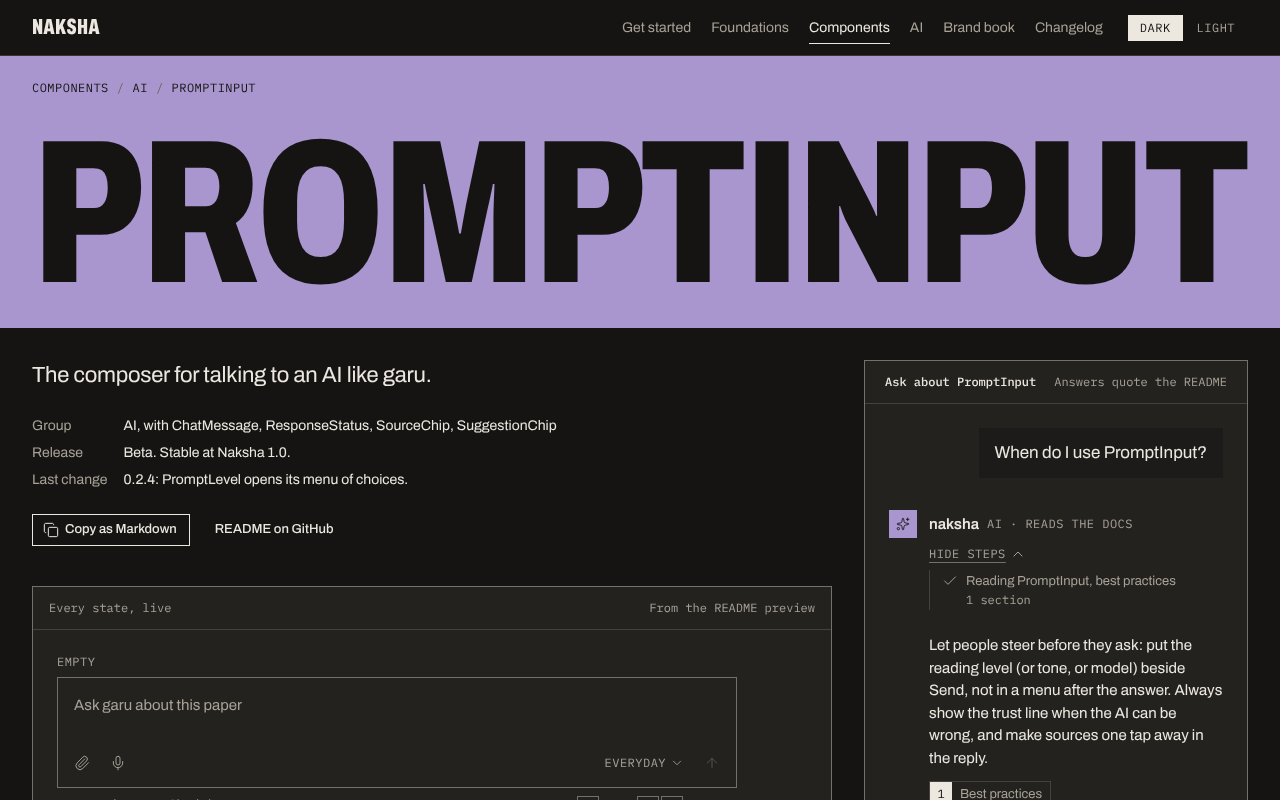 NAKSHA
Get started Foundations Components AI Brand book Changelog DARK LIGHT
COMPONENTS / AI / PROMPTINPUT
PROMPTINPUT
The composer for talking to an AI like garu.
Group AI, with ChatMessage, ResponseStatus, SourceChip, SuggestionChip
Release Beta. Stable at Naksha 1.0.
Last change 0.2.4: PromptLevel opens its menu of choices.
Copy as Markdown README on GitHub
Every state, live From the README preview
EMPTY
Ask garu about this paper
EVERYDAY
Ask about PromptInput Answers quote the README
When do I use PromptInput?
naksha AI · READS THE DOCS
HIDE STEPS
Reading PromptInput, best practices
1 section
Let people steer before they ask: put the
reading level (or tone, or model) beside
Send, not in a menu after the answer. Always
show the trust line when the AI can be
wrong, and make sources one tap away in
the reply.
1 Best practices